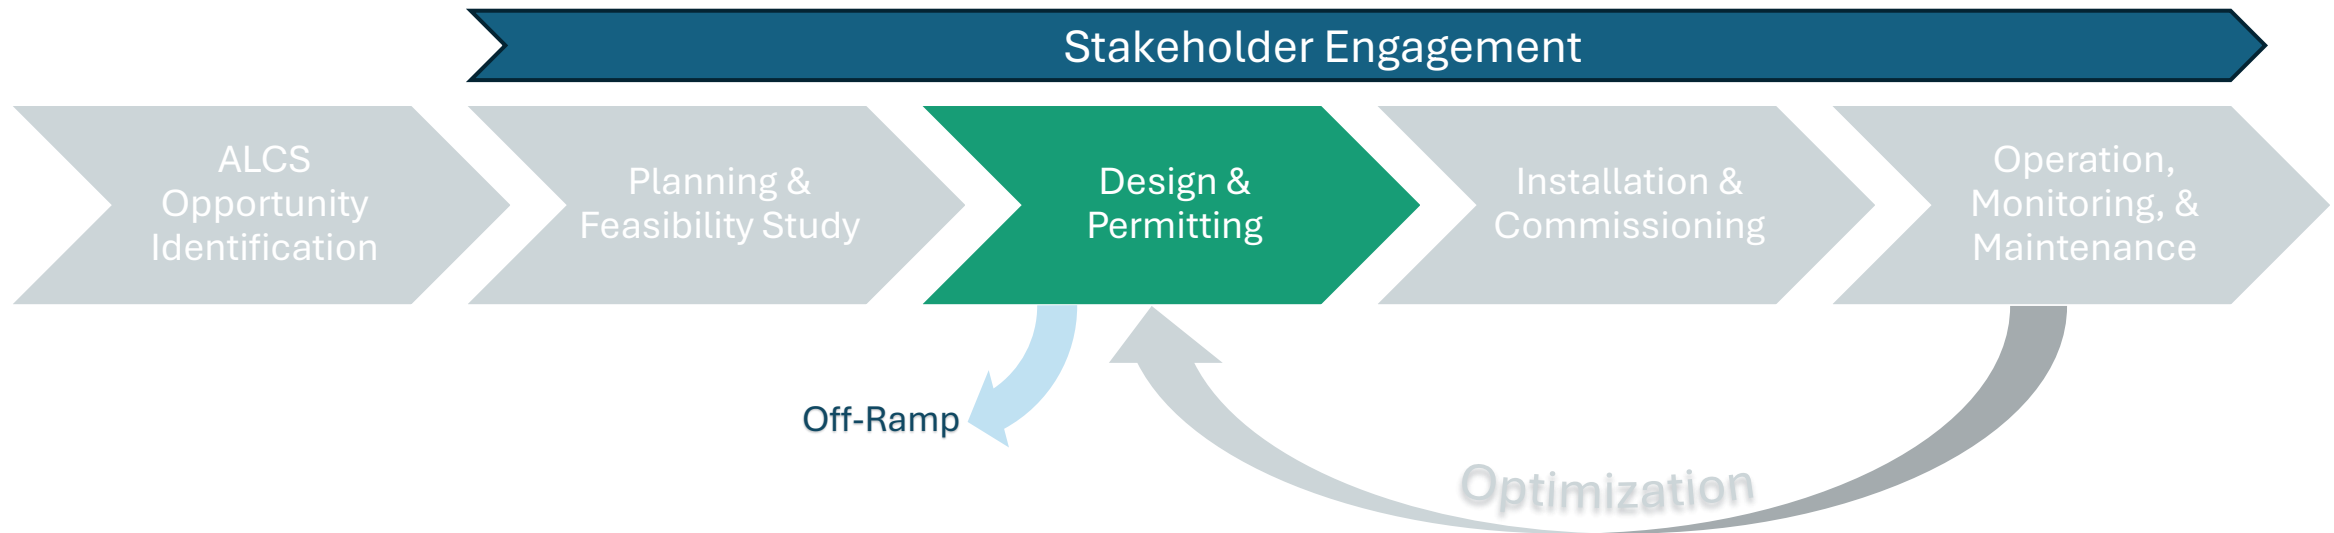 Stakeholder Engagement
ALCS
Opportunity
Identification
Planning &
Feasibility Study
Design &
Permitting
Installation &
Commissioning
Operation,
Monitoring, &
Maintenance
Off-Ramp
Optimization